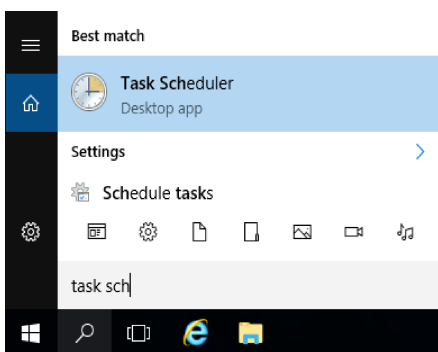 Best match
Task Scheduler
Desktop app
Settings
Schedule tasks
task sch